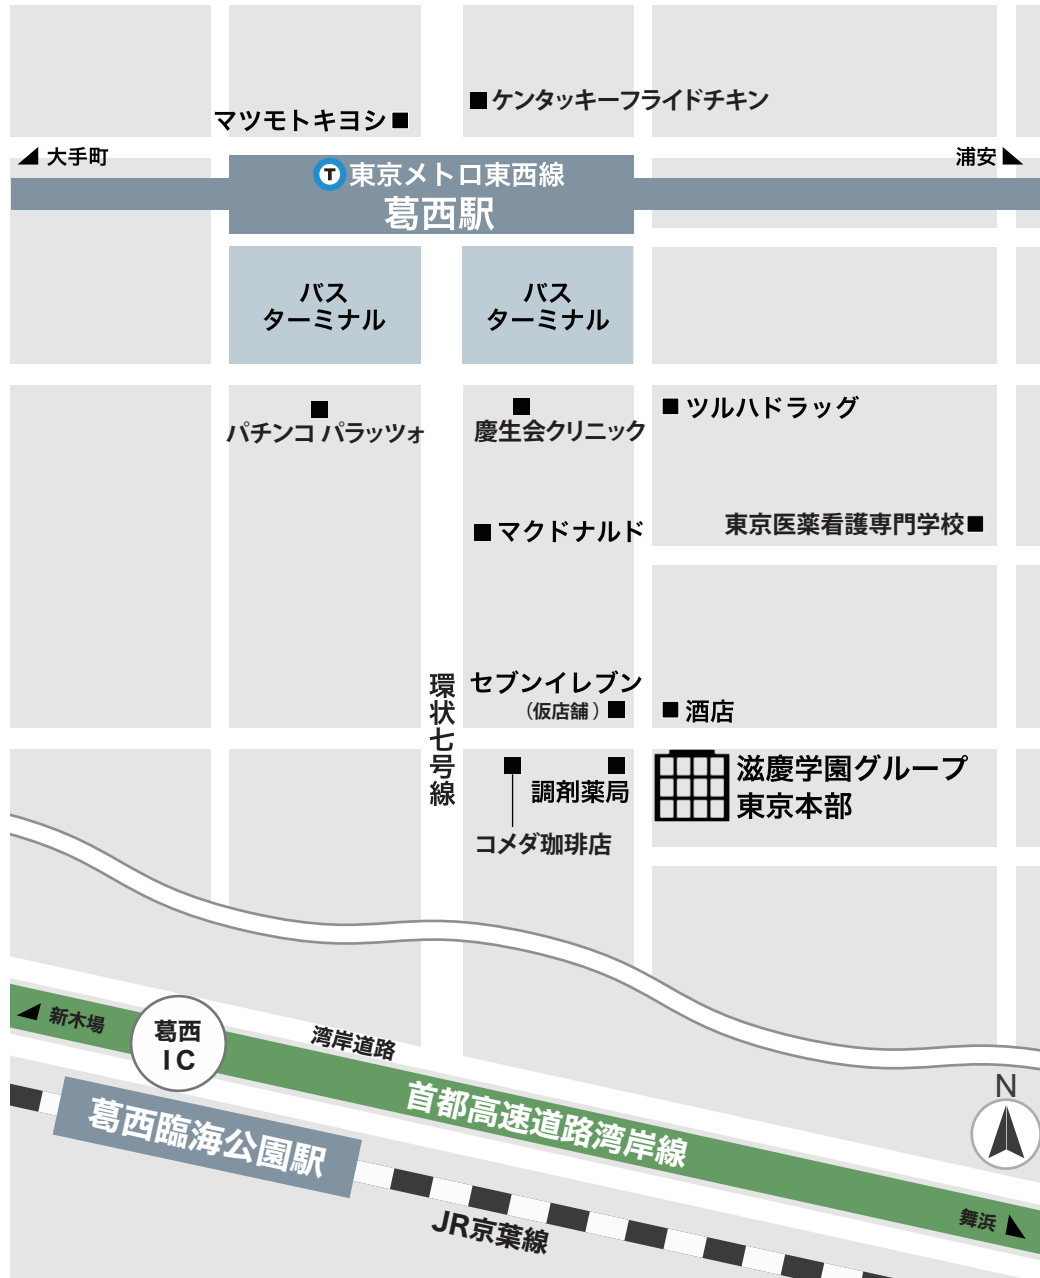 ケンタッキーフライドチキン
マツモトキヨシ
大手町
浦安
T 東京メトロ東西線
葛西駅
バス
ターミナル
バス
ターミナル
パチンコ パラッツォ
慶生会クリニック
ツルハドラッグ
マクドナルド
東京医薬看護専門学校
環状七号線
セブンイレブン
（仮店舗）
酒店
調剤薬局
コメダ珈琲店
滋慶学園グループ
東京本部
新木場
葛西
IC
湾岸道路
首都高速道路湾岸線
葛西臨海公園駅
JR京葉線
舞浜
N